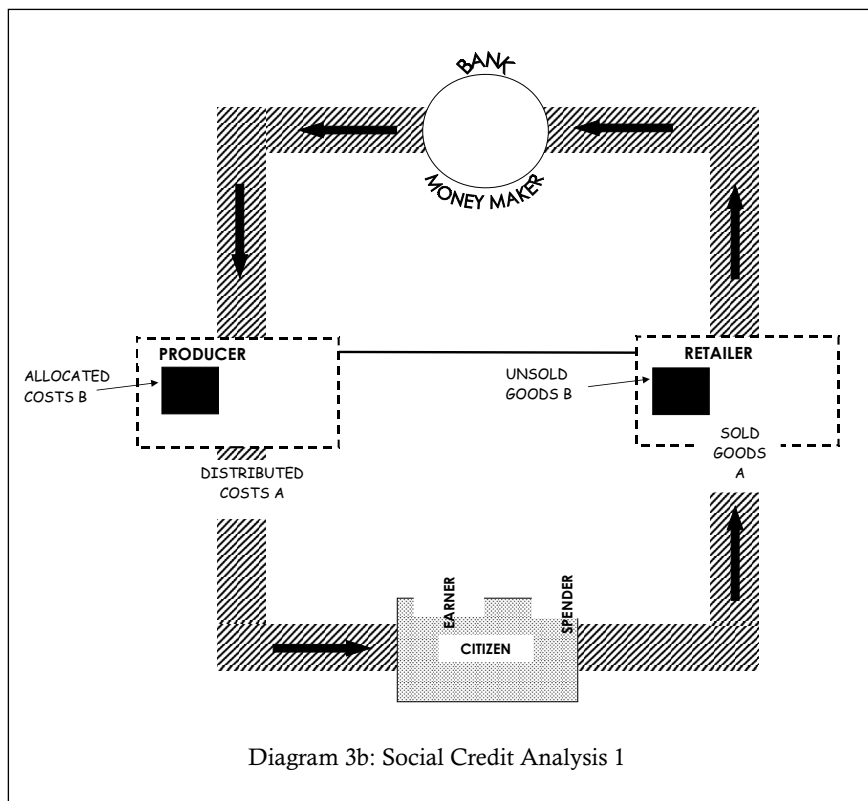 BANK
MONEY MAKER
PRODUCER
RETAILER
ALLOCATED
COSTS B
UNSOLD
GOODS B
SOLD
GOODS
A
DISTRIBUTED
COSTS A
EARNER
SPENDER
CITIZEN
Diagram 3b: Social Credit Analysis 1